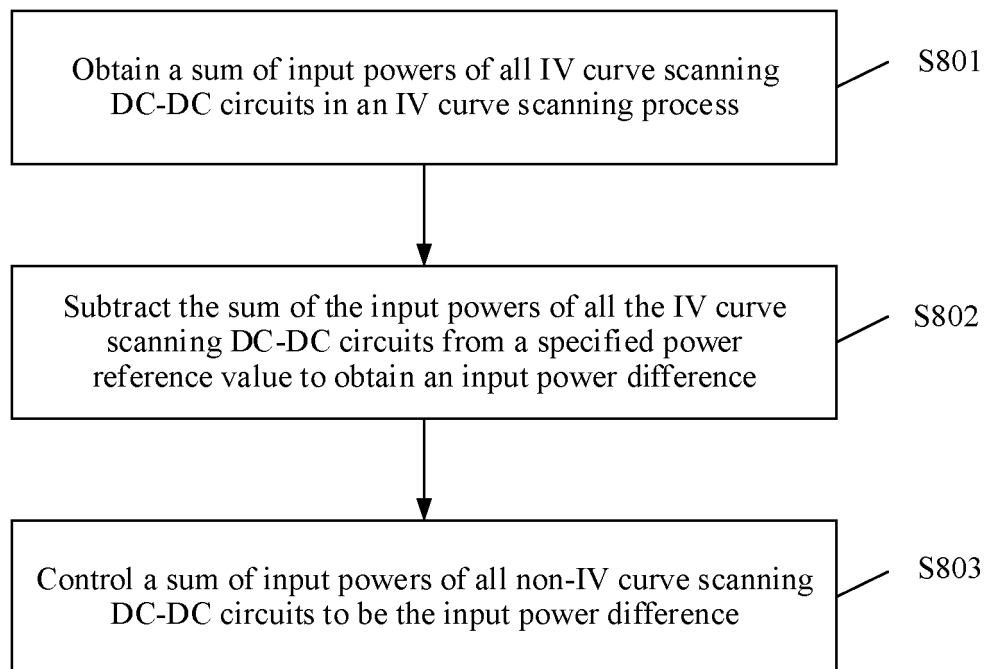 Obtain a sum of input powers of all IV curve scanning
DC-DC circuits in an IV curve scanning process
S801
Subtract the sum of the input powers of all the IV curve
scanning DC-DC circuits from a specified power
reference value to obtain an input power difference
S802
Control a sum of input powers of all non-IV curve scanning
DC-DC circuits to be the input power difference
S803